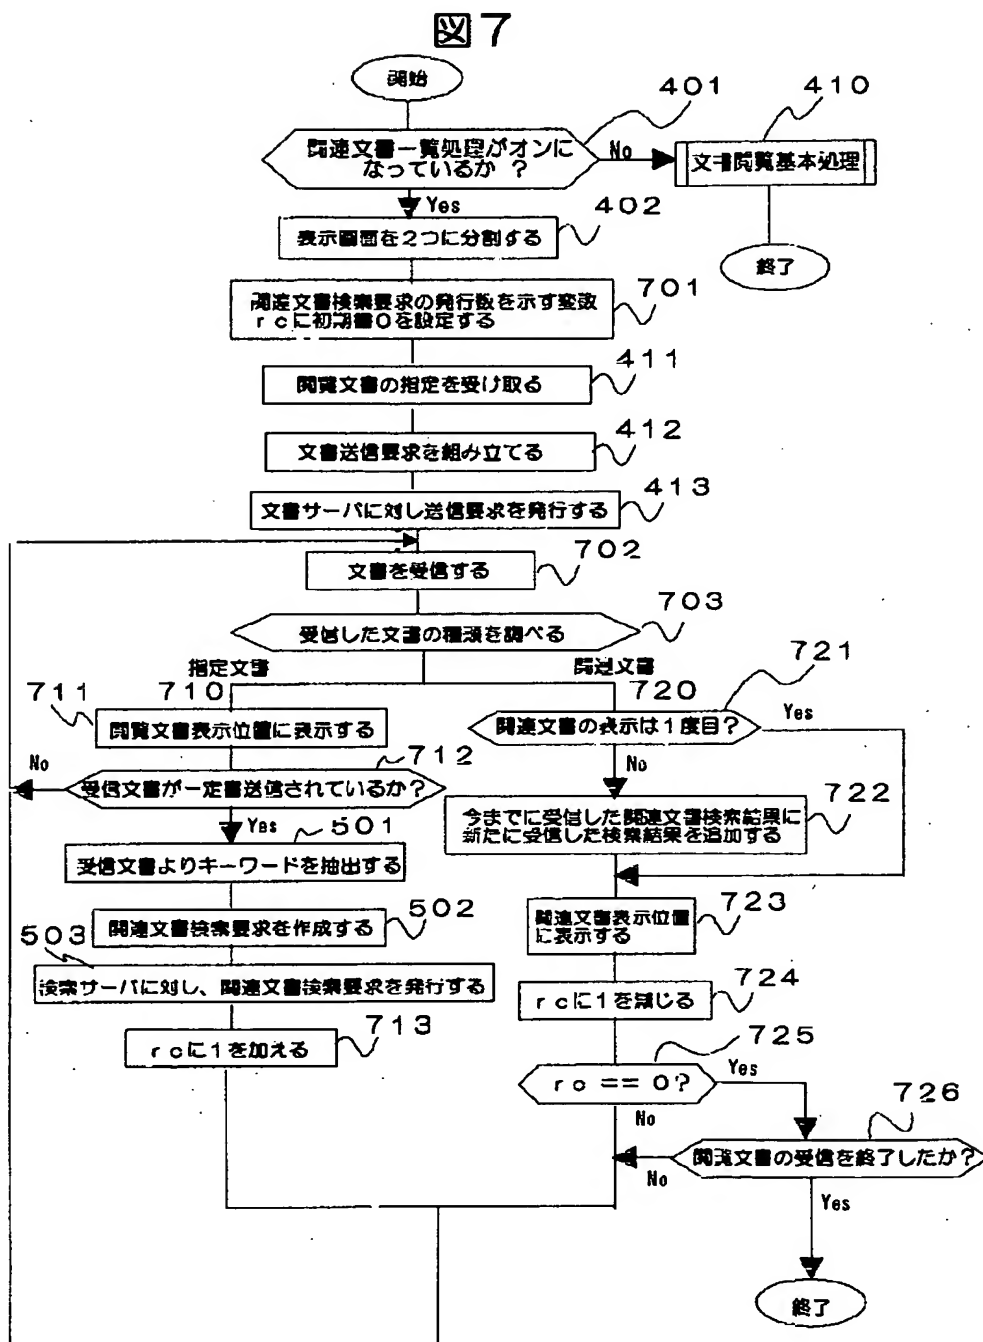 図7
開始
401
410
関連文書一覧処理がオンに
なっているか ?
No
文書閲覧基本処理
Yes
402
表示画面を2つに分割する
終了
701
関連文書検索要求の発行数を示す変数
rcに初期書0を設定する
411
閲覧文書の指定を受け取る
412
文書送信要求を組み立てる
413
文書サーバに対し送信要求を発行する
702
文書を受信する
703
受信した文書の種類を調べる
指定文書
関連文書
721
711
710
720
閲覧文書表示位置に表示する
関連文書の表示は1度目?
Yes
No
712
受信文書が一定書送信されているか?
No
722
Yes
501
今までに受信した関連文書検索結果に
新たに受信した検索結果を追加する
受信文書よりキーワードを抽出する
502
関連文書検索要求を作成する
723
関連文書表示位置
に表示する
503
検索サーバに対し、関連文書検索要求を発行する
724
rcに1を減じる
713
rcに1を加える
725
rc == 0?
Yes
726
No
閲覧文書の受信を終了したか?
No
Yes
終了